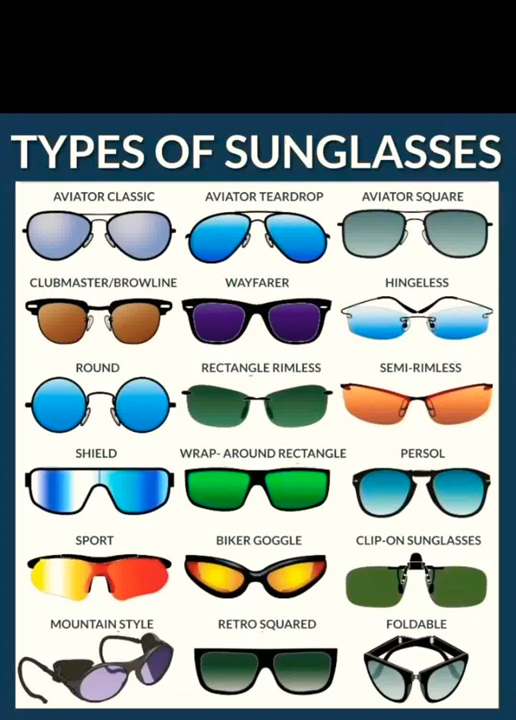 TYPES OF SUNGLASSES
AVIATOR CLASSIC AVIATOR TEARDROP AVIATOR SQUARE
CLUBMASTER/BROWLINE WAYFARER HINGELESS
ROUND RECTANGLE RIMLESS SEMI-RIMLESS
SHIELD WRAP- AROUND RECTANGLE PERSOL
SPORT BIKER GOGGLE CLIP-ON SUNGLASSES
MOUNTAIN STYLE RETRO SQUARED FOLDABLE